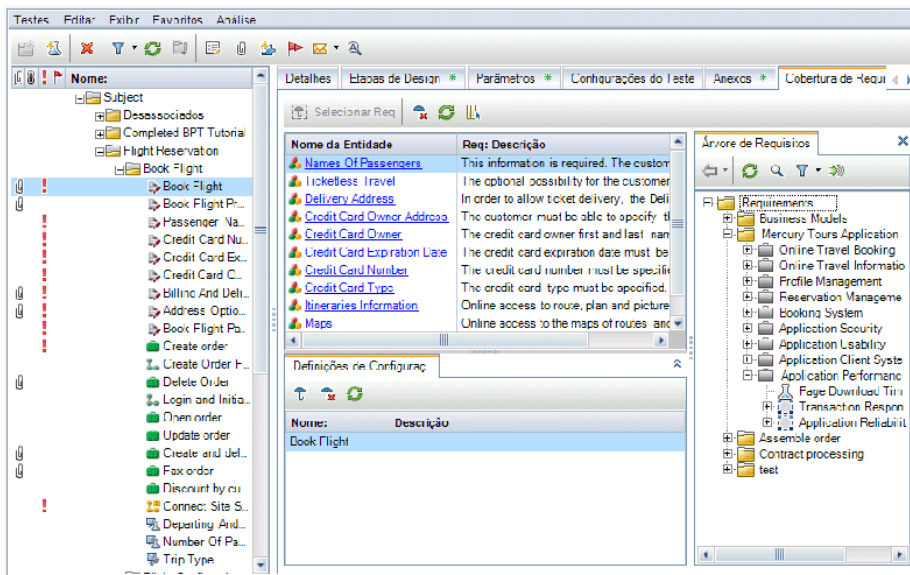 Testes Editar Exibir Favoritos Análise
Nome:
Subject
Desassociados
Completed BPT Tutorial
Flight Reservation
Book Flight
Book Flight
Book Flight Pr...
Passenger Na...
Credit Card Nu...
Credit Card Ex...
Credit Card C...
Billing And Deli...
Address Optio...
Book Flight Pa...
Create order
Create Order F...
Delete Order
Login and Initia...
Open order
Update order
Create and del...
Fax order
Discount by cu
Connect Site S...
Departing And...
Number Of Pa...
Trip Type
Detalhes Etapas de Design * Parâmetros * Configurações do Teste Anexos * Cobertura de Requi
Selecionar Req
Nome da Entidade Req: Descrição
Names Of Passengers This information is required. The custom
Ticketless Travel The optional possibility for the customer
Delivery Address In order to allow ticket delivery, the Deli
Credit Card Owner Address The customer must be able to specify th
Credit Card Owner The credit card owner first and last nam
Credit Card Expiration Date The credit card expiration date must be
Credit Card Number The credit card number must be specifi
Credit Card Type The credit card type must be specified.
Itineraries Information Online access to route, plan and picture
Maps Online access to the maps of routes and
Definições de Configuraç
Nome: Descrição
Book Flight
Árvore de Requisitos
Requirements
Business Models
Mercury Tours Application
Online Travel Booking
Online Travel Informatio
Profile Management
Reservation Manageme
Booking System
Application Security
Application Usability
Application Client Syste
Application Performanc
Page Download Tim
Transaction Respon
Application Reliabilit
Assemble order
Contract processing
test